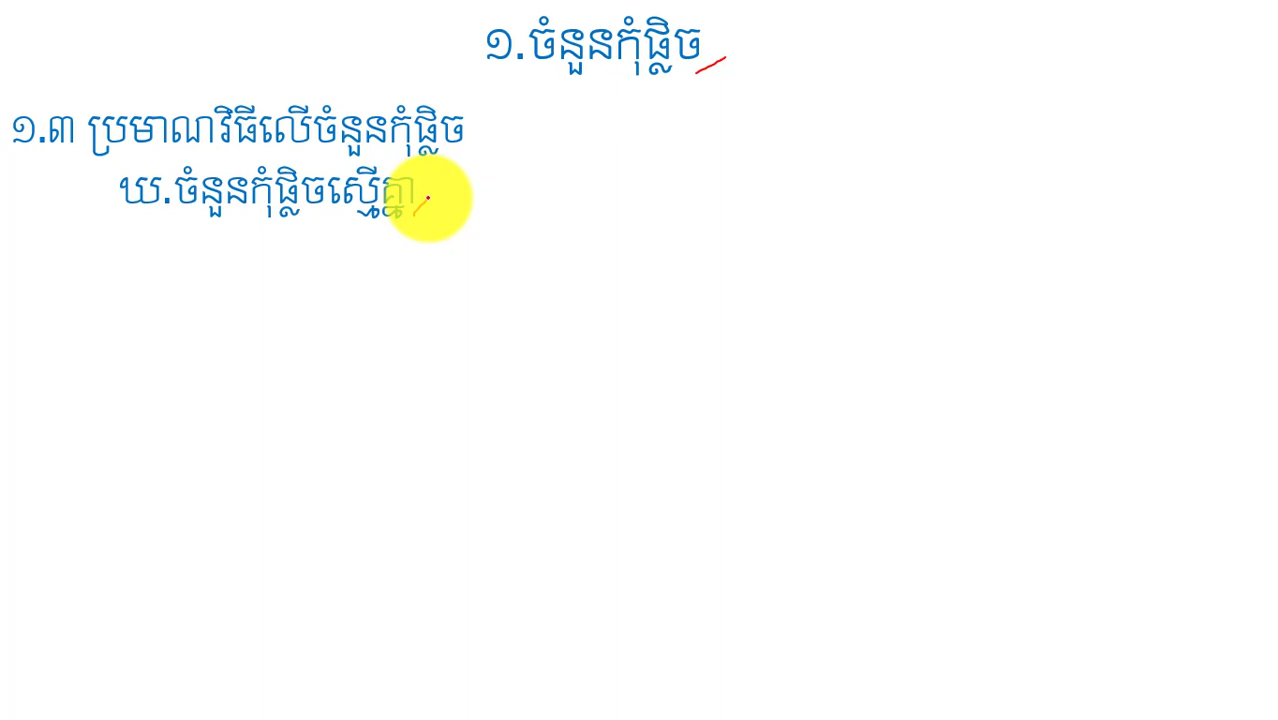 ១.ចំនួនកុំផ្លិច
១.៣ ប្រមាណវិធីលើចំនួនកុំផ្លិច
ឃ.ចំនួនកុំផ្លិចស្មើគ្នា